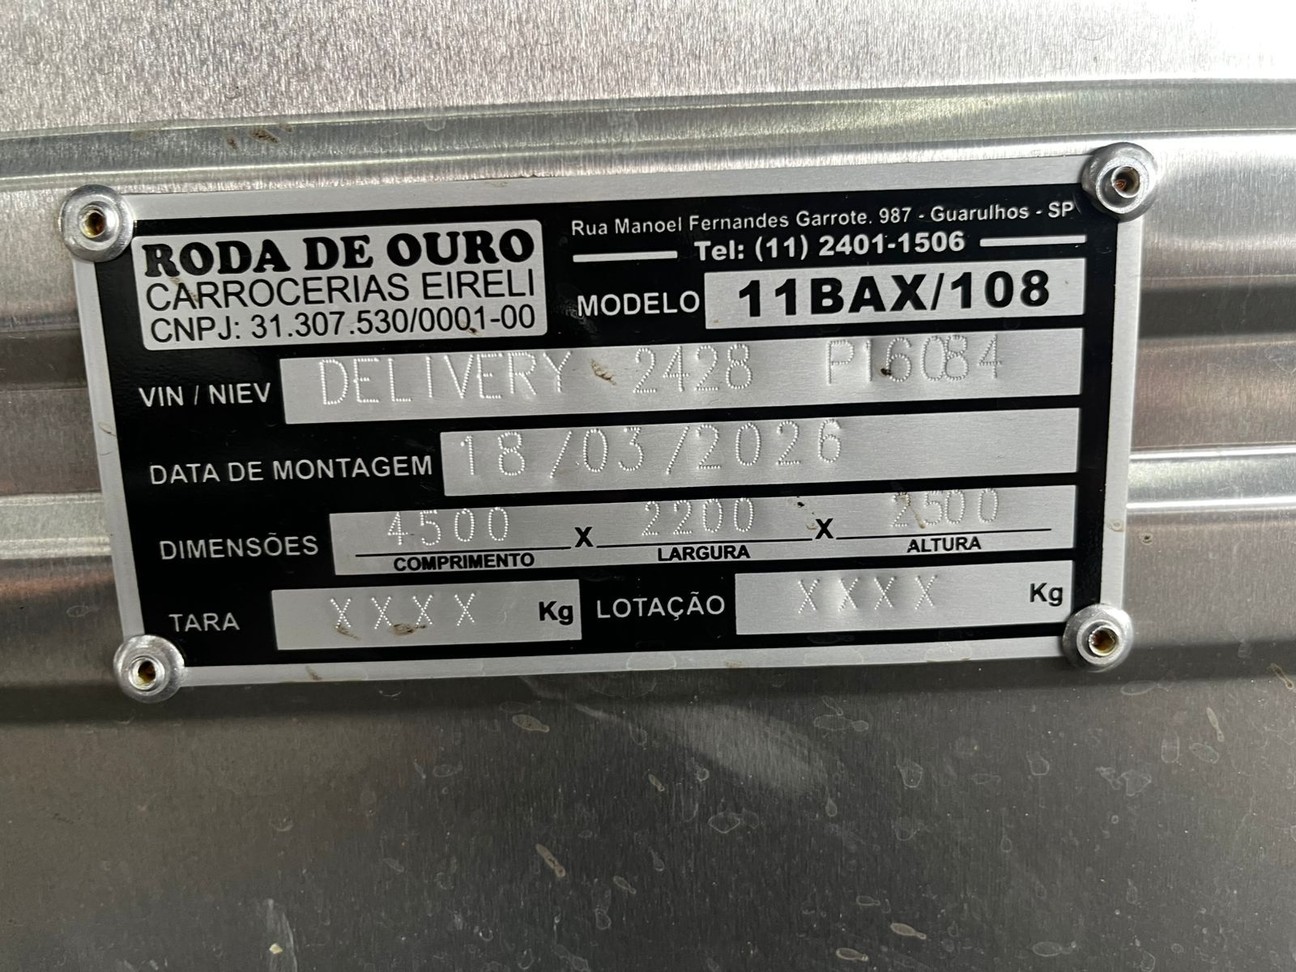 RODA DE OURO
CARROCERIAS EIRELI
CNPJ: 31.307.530/0001-00
Rua Manoel Fernandes Garrote. 987 - Guarulhos - SP
Tel: (11) 2401-1506
MODELO 11BAX/108
VIN / NIEV DELIVERY 2428 P16084
DATA DE MONTAGEM 18/03/2026
DIMENSÕES 4500 X 2200 X 2500
COMPRIMENTO LARGURA ALTURA
TARA XXXX Kg LOTAÇÃO XXXX Kg